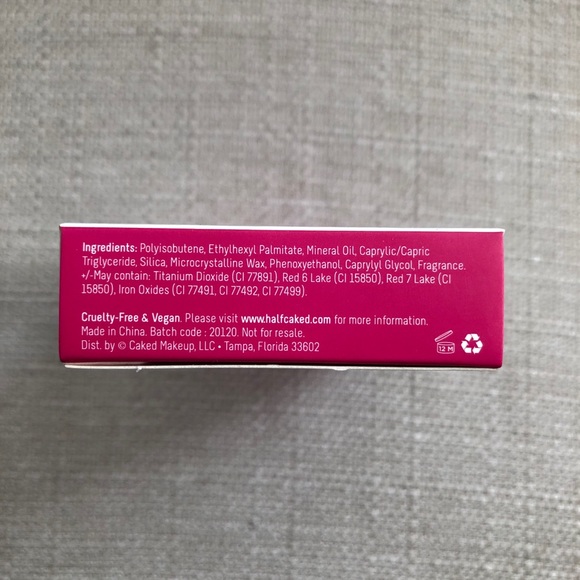 Ingredients: Polyisobutene, Ethylhexyl Palmitate, Mineral Oil, Caprylic/Capric
Triglyceride, Silica, Microcrystalline Wax, Phenoxyethanol, Caprylyl Glycol, Fragrance.
+/-May contain: Titanium Dioxide (CI 77891), Red 6 Lake (CI 15850), Red 7 Lake (CI
15850), Iron Oxides (CI 77491, CI 77492, CI 77499).
Cruelty-Free & Vegan. Please visit www.halfcaked.com for more information.
Made in China. Batch code : 20120. Not for resale.
Dist. by © Caked Makeup, LLC • Tampa, Florida 33602
12 M